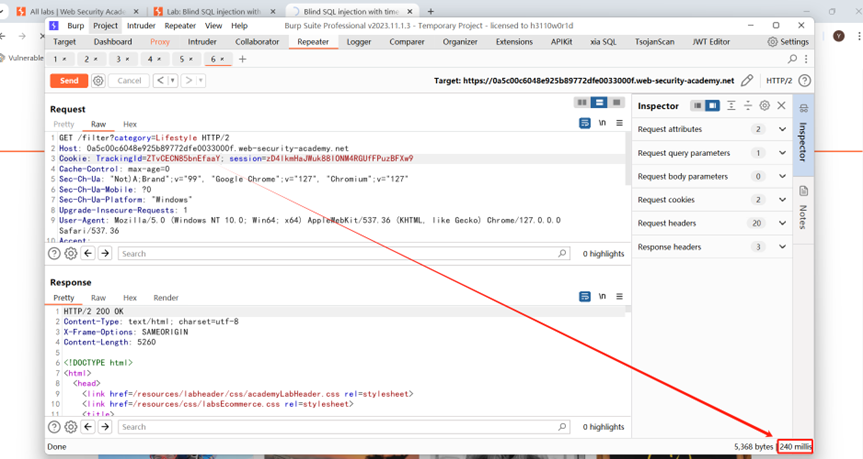 All labs | Web Security Acade
Lab: Blind SQL injection with
Blind SQL injection with time
Vulnerable
Burp Project Intruder Repeater View Help
Burp Suite Professional v2023.11.1.3 - Temporary Project - licensed to h3110w0r1d
Target Dashboard Proxy Intruder Collaborator Repeater Logger Comparer Organizer Extensions APIKit xia SQL TsojanScan JWT Editor Settings
1 × 2 × 3 × 4 × 5 × 6 × +
Send Cancel
Target: https://0a5c00c6048e925b89772dfe0033000f.web-security-academy.net HTTP/2
Request
Pretty Raw Hex
\n
1 GET /filter?category=Lifestyle HTTP/2
2 Host: 0a5c00c6048e925b89772dfe0033000f.web-security-academy.net
3 Cookie: TrackingId=ZTvCECN85bnEfaaY; session=zD4lkmHaJWuk88IONM4RGUfFPuzBFXw9
4 Cache-Control: max-age=0
5 Sec-Ch-Ua: "Not)A;Brand";v="99", "Google Chrome";v="127", "Chromium";v="127"
6 Sec-Ch-Ua-Mobile: ?0
7 Sec-Ch-Ua-Platform: "Windows"
8 Upgrade-Insecure-Requests: 1
9 User-Agent: Mozilla/5.0 (Windows NT 10.0; Win64; x64) AppleWebKit/537.36 (KHTML, like Gecko) Chrome/127.0.0.0
Safari/537.36
10 Accept:
Search
0 highlights
Response
Pretty Raw Hex Render
\n
1 HTTP/2 200 OK
2 Content-Type: text/html; charset=utf-8
3 X-Frame-Options: SAMEORIGIN
4 Content-Length: 5260
5
6 <!DOCTYPE html>
7 <html>
8 <head>
9 <link href=/resources/labheader/css/academyLabHeader.css rel=stylesheet>
10 <link href=/resources/css/labsEcommerce.css rel=stylesheet>
11 <title>
Search
0 highlights
Inspector
Request attributes 2
Request query parameters 1
Request body parameters 0
Request cookies 2
Request headers 20
Response headers 3
Inspector
Notes
Y
Done
5,368 bytes | 240 millis